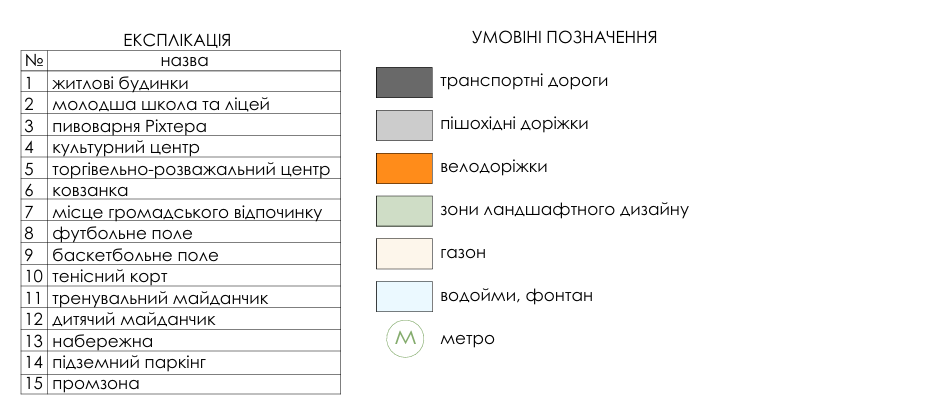 ЕКСПЛІКАЦІЯ
№ назва
1 житлові будинки
2 молодша школа та ліцей
3 пивоварня Ріхтера
4 культурний центр
5 торгівельно-розважальний центр
6 ковзанка
7 місце громадського відпочинку
8 футбольне поле
9 баскетбольне поле
10 тенісний корт
11 тренувальний майданчик
12 дитячий майданчик
13 набережна
14 підземний паркінг
15 промзона
УМОВІНІ ПОЗНАЧЕННЯ
транспортні дороги
пішохідні доріжки
велодоріжки
зони ландшафтного дизайну
газон
водойми, фонтан
М метро